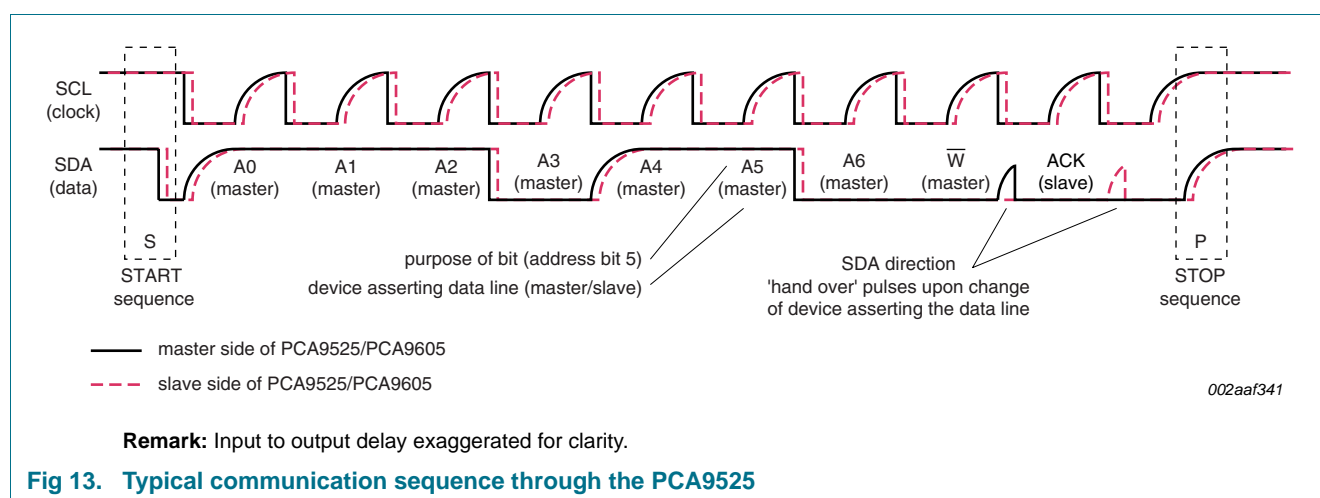 SCL
(clock)
SDA
(data)
A0
(master)
A1
(master)
A2
(master)
A3
(master)
A4
(master)
A5
(master)
A6
(master)
W̅
(master)
ACK
(slave)
S
START
sequence
purpose of bit (address bit 5)
device asserting data line (master/slave)
SDA direction
'hand over' pulses upon change
of device asserting the data line
P
STOP
sequence
master side of PCA9525/PCA9605
slave side of PCA9525/PCA9605
002aaf341
Remark: Input to output delay exaggerated for clarity.
Fig 13. Typical communication sequence through the PCA9525